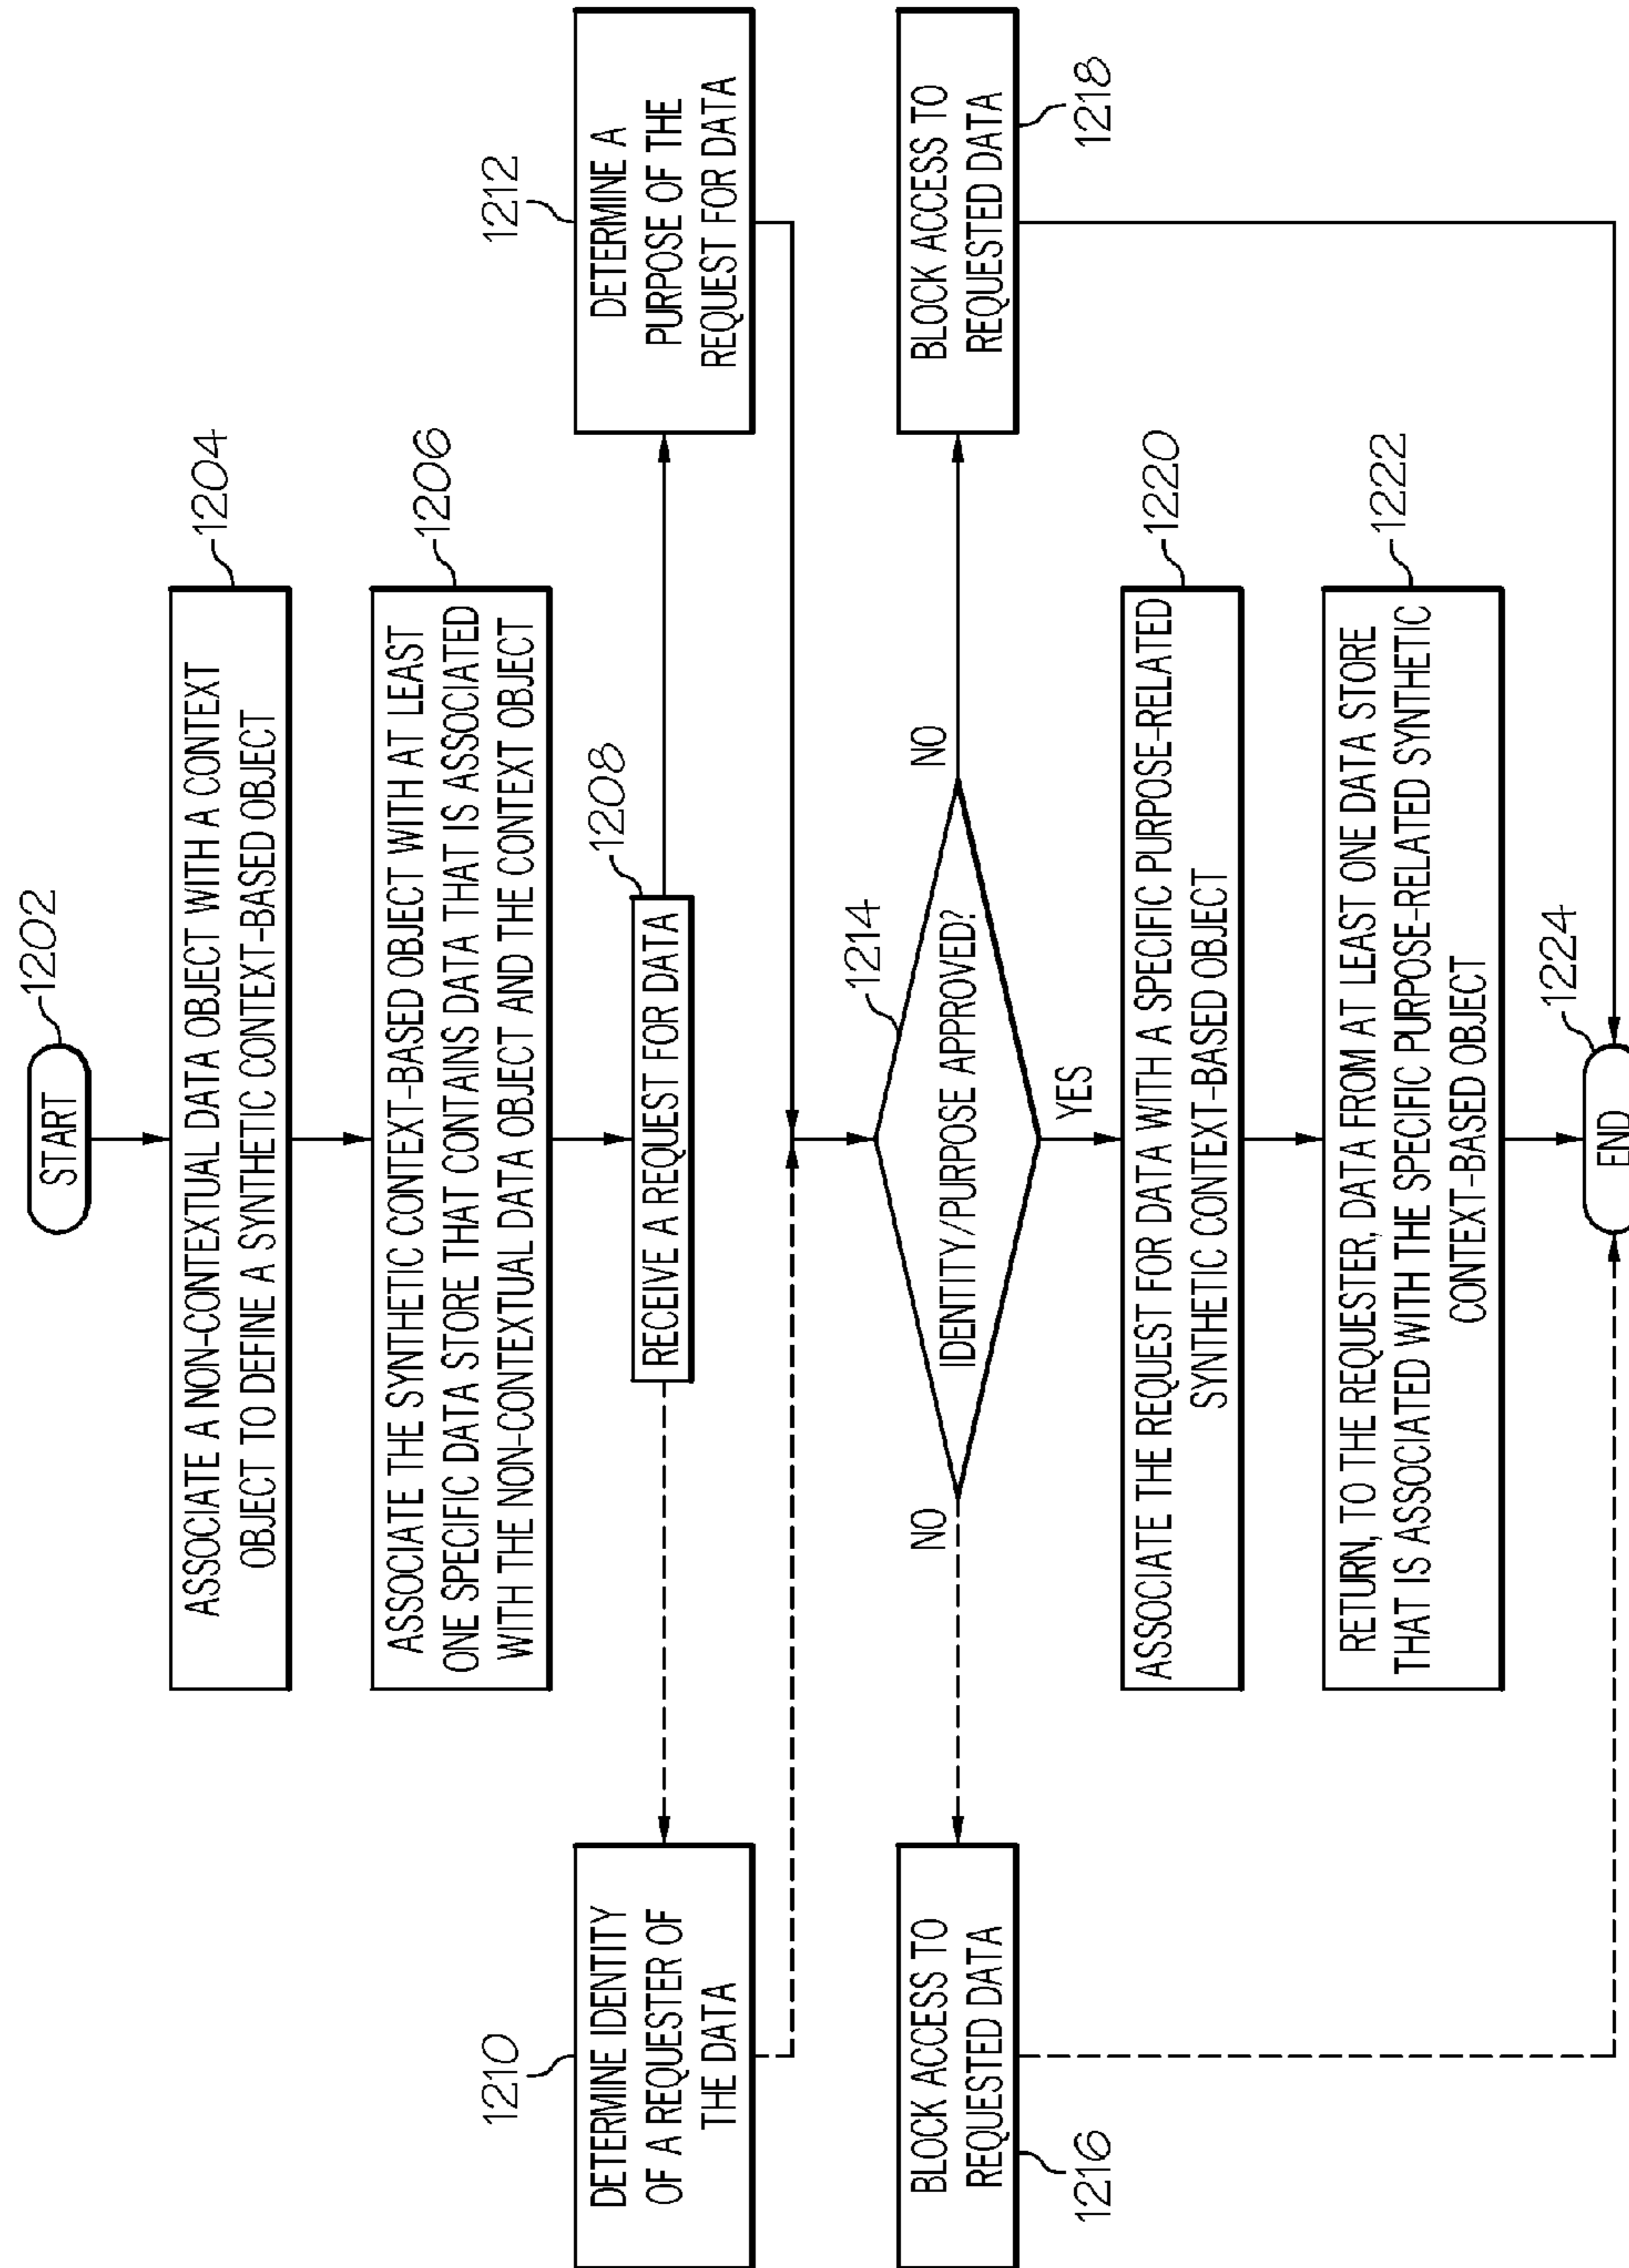 START
1202
ASSOCIATE A NON-CONTEXTUAL DATA OBJECT WITH A CONTEXT
OBJECT TO DEFINE A SYNTHETIC CONTEXT-BASED OBJECT
1204
ASSOCIATE THE SYNTHETIC CONTEXT-BASED OBJECT WITH AT LEAST
ONE SPECIFIC DATA STORE THAT CONTAINS DATA THAT IS ASSOCIATED
WITH THE NON-CONTEXTUAL DATA OBJECT AND THE CONTEXT OBJECT
1206
RECEIVE A REQUEST FOR DATA
1208
1210
DETERMINE IDENTITY
OF A REQUESTER OF
THE DATA
1212
DETERMINE A
PURPOSE OF THE
REQUEST FOR DATA
1214
IDENTITY/PURPOSE APPROVED?
NO
NO
YES
BLOCK ACCESS TO
REQUESTED DATA
1216
BLOCK ACCESS TO
REQUESTED DATA
1218
ASSOCIATE THE REQUEST FOR DATA WITH A SPECIFIC PURPOSE-RELATED
SYNTHETIC CONTEXT-BASED OBJECT
1220
RETURN, TO THE REQUESTER, DATA FROM AT LEAST ONE DATA STORE
THAT IS ASSOCIATED WITH THE SPECIFIC PURPOSE-RELATED SYNTHETIC
CONTEXT-BASED OBJECT
1222
END
1224